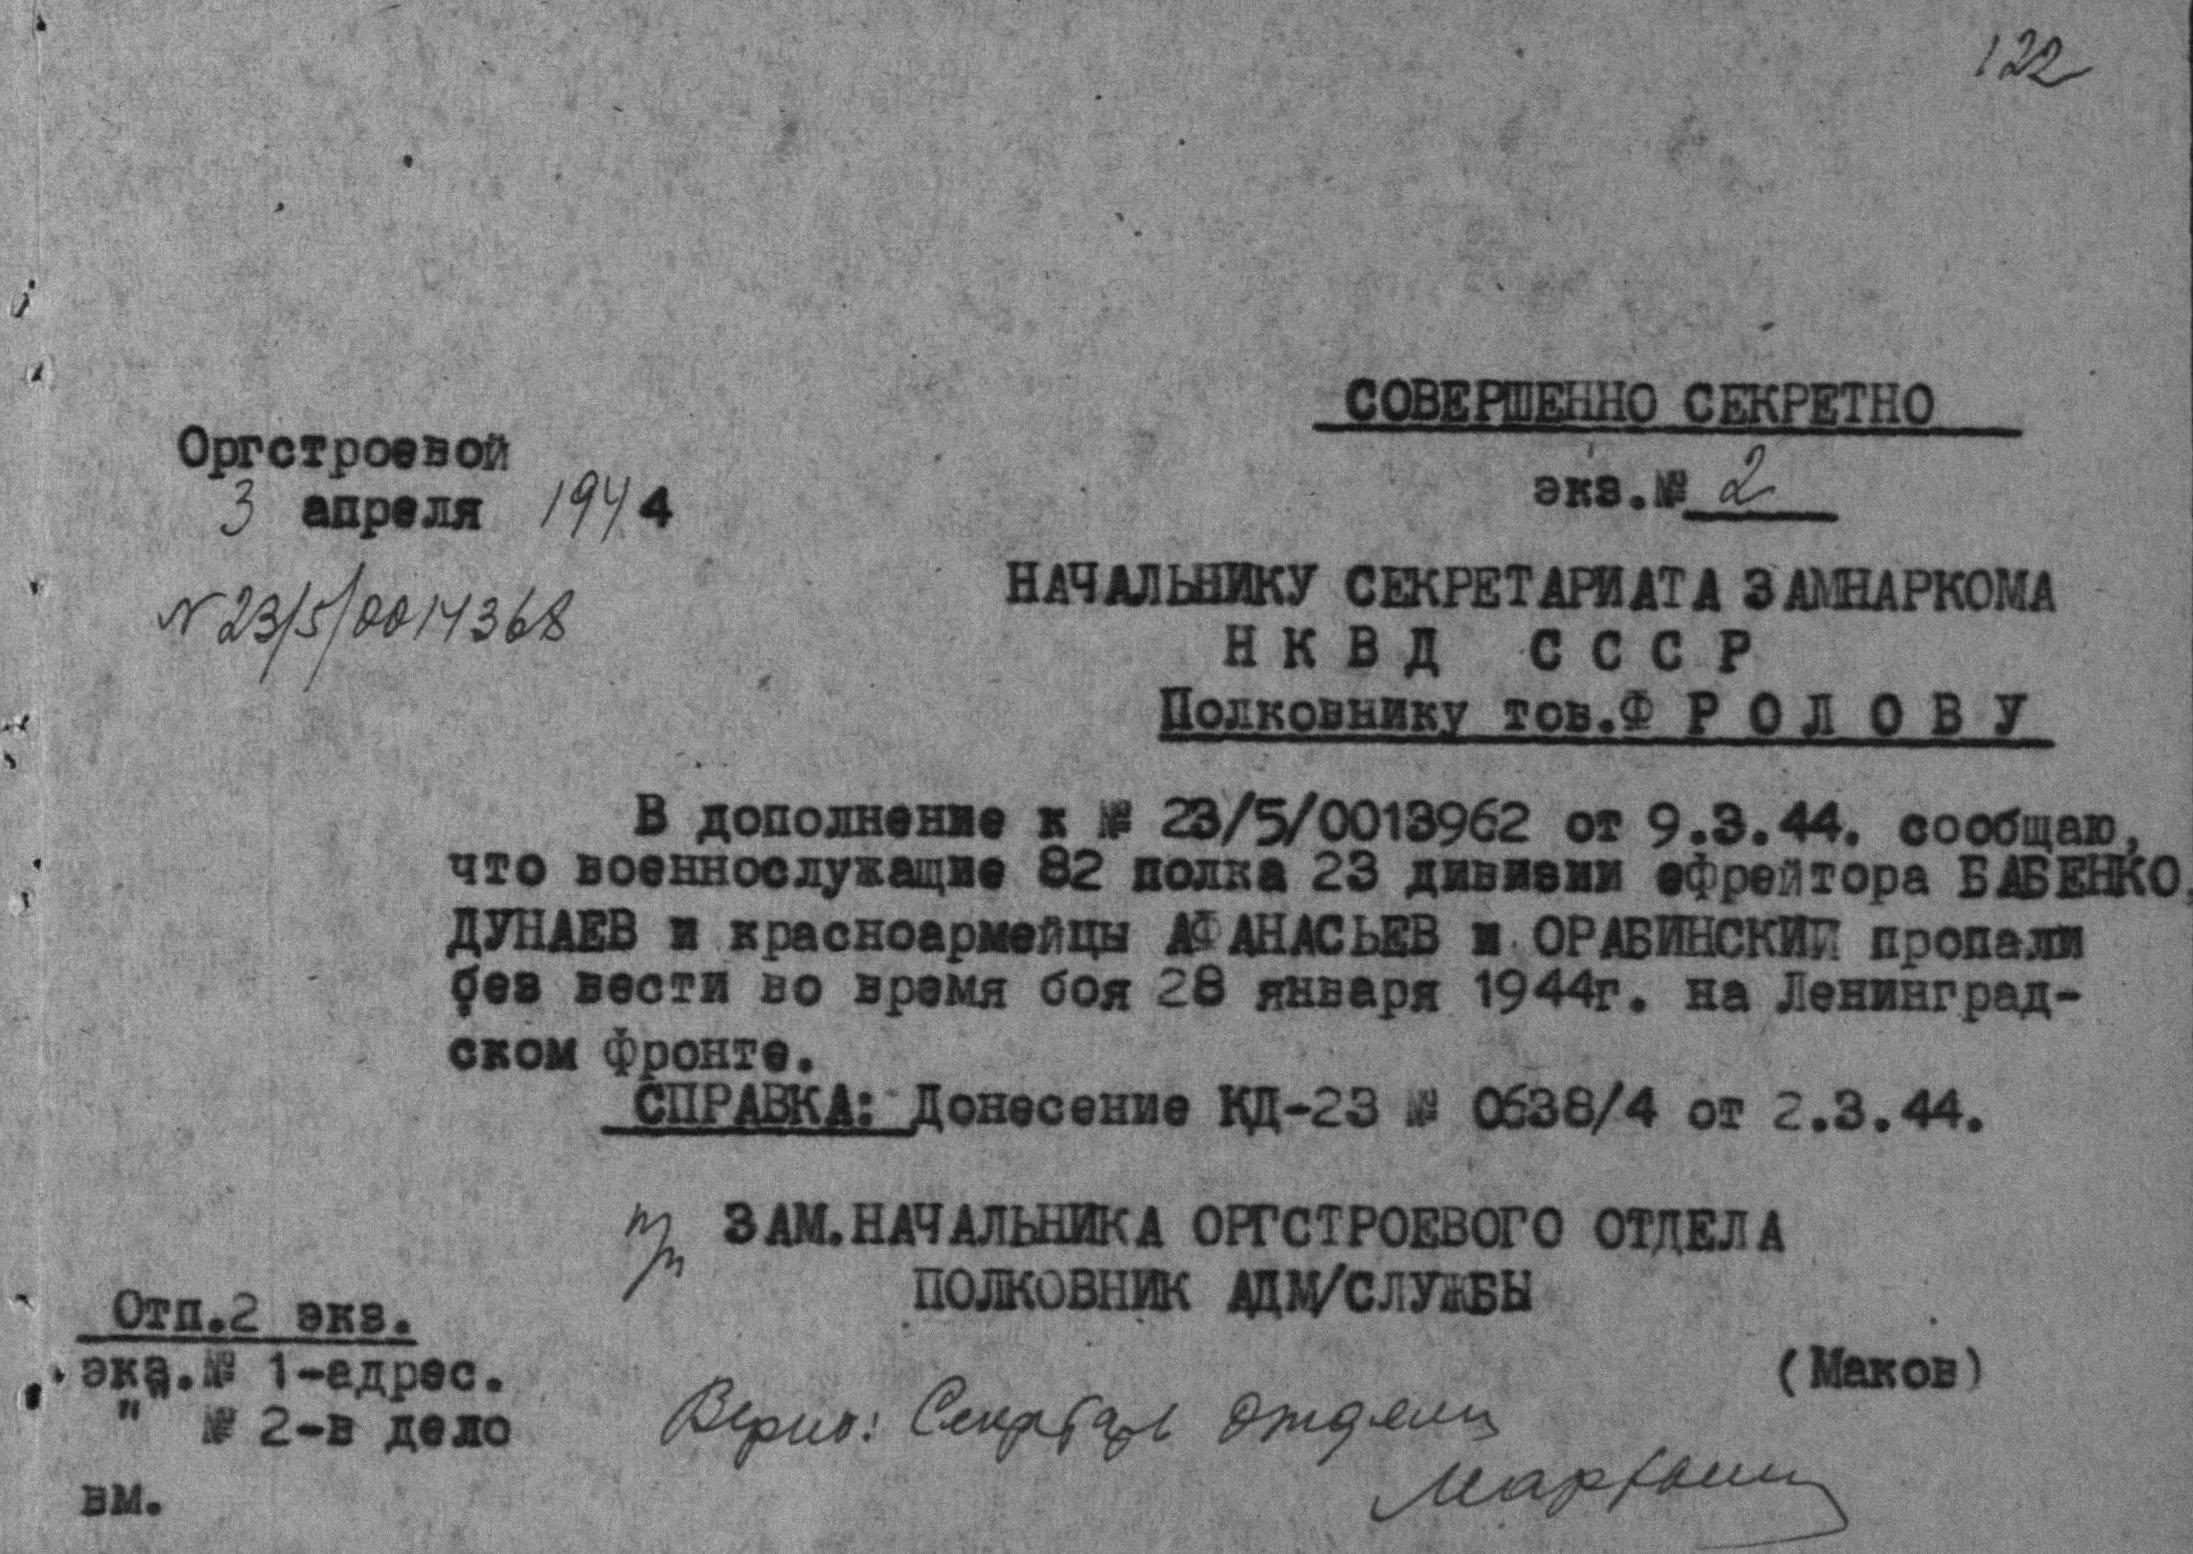 122
СОВЕРШЕННО СЕКРЕТНО
экз.№ 2
Оргстроевой
3 апреля 1944
№ 23/5/0014368
НАЧАЛЬНИКУ СЕКРЕТАРИАТА ЗАМНАРКОМА
Н К В Д С С С Р
Полковнику тов.Ф Р О Л О В У
В дополнение к № 23/5/0013962 от 9.3.44. сообщаю,
что военнослужащие 82 полка 23 дивизии ефрейтора БАБЕНКО,
ДУНАЕВ и красноармейцы АФАНАСЬЕВ и ОРАБИНСКИЙ пропали
без вести во время боя 28 января 1944г. на Ленинград-
ском Фронте.
СПРАВКА: Донесение КД-23 № 0638/4 от 2.3.44.
п/п ЗАМ.НАЧАЛЬНИКА ОРГСТРОЕВОГО ОТДЕЛА
ПОЛКОВНИК АДМ/СЛУЖБЫ
(Маков)
Отп.2 экз.
экз.№ 1-адрес.
" № 2-в дело
вм.
Верно: Секретарь отдела